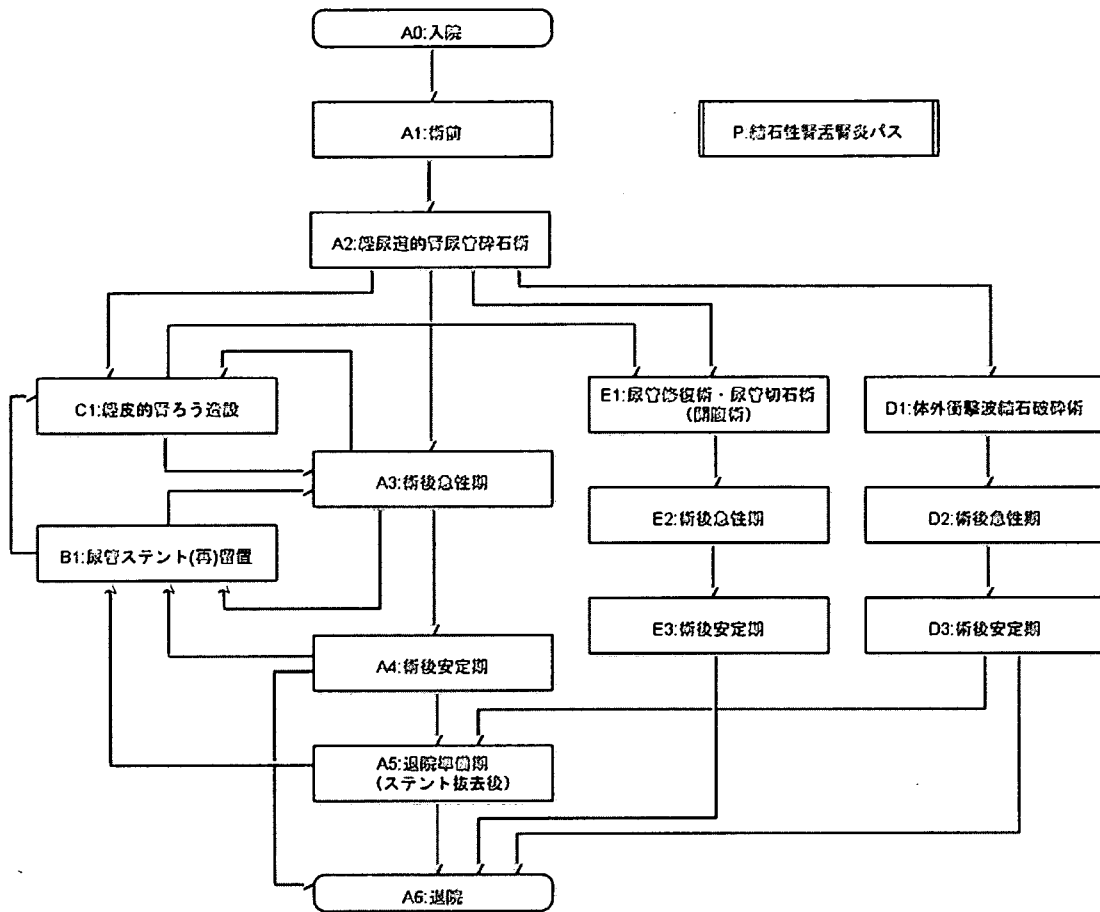 A0:入院
A1:術前
P.結石性腎盂腎炎パス
A2:経尿道的腎尿管砕石術
C1:経皮的腎ろう造設
E1:尿管修復術・尿管切石術
(開腹術)
D1:体外衝撃波結石破砕術
A3:術後急性期
E2:術後急性期
D2:術後急性期
B1:尿管ステント(再)留置
E3:術後安定期
D3:術後安定期
A4:術後安定期
A5:退院準備期
(ステント抜去後)
A6:退院